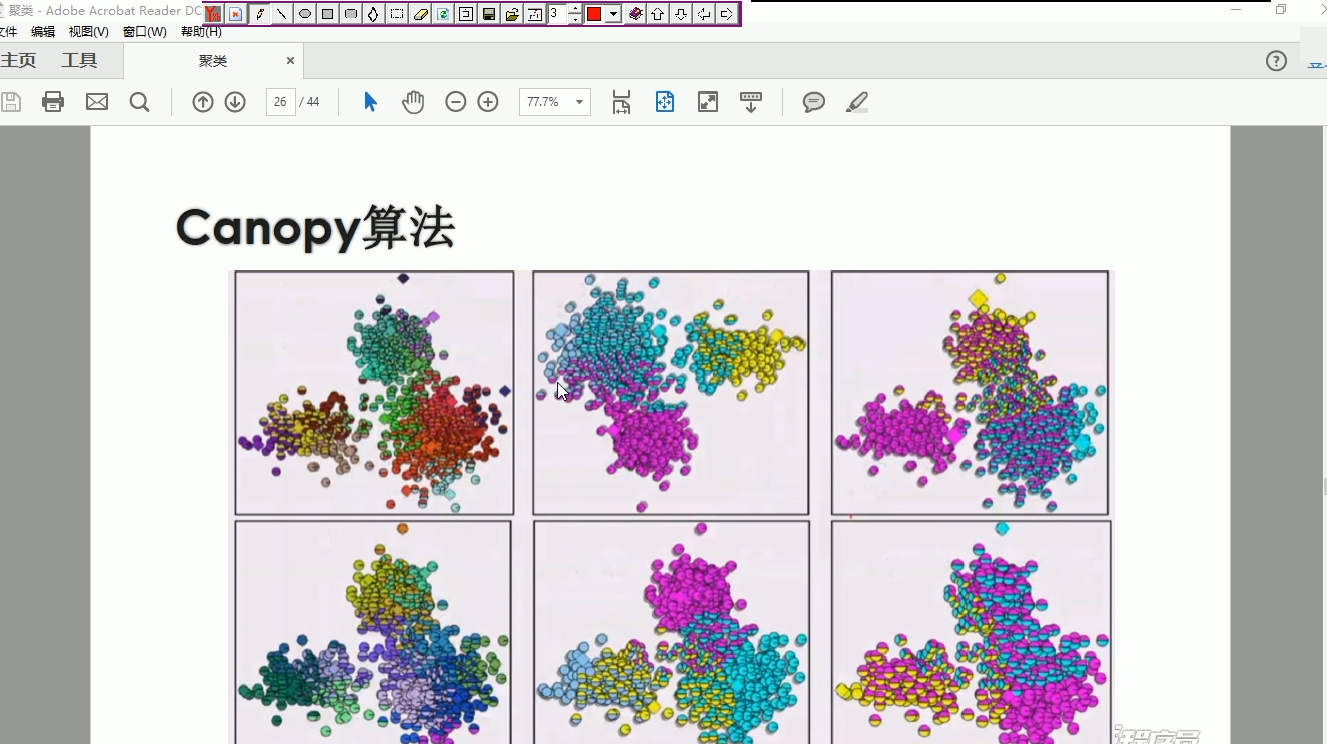 聚类 - Adobe Acrobat Reader DC
3
文件 编辑 视图(V) 窗口(W) 帮助(H)
主页 工具 聚类 ×
26 / 44 77.7%
Canopy算法